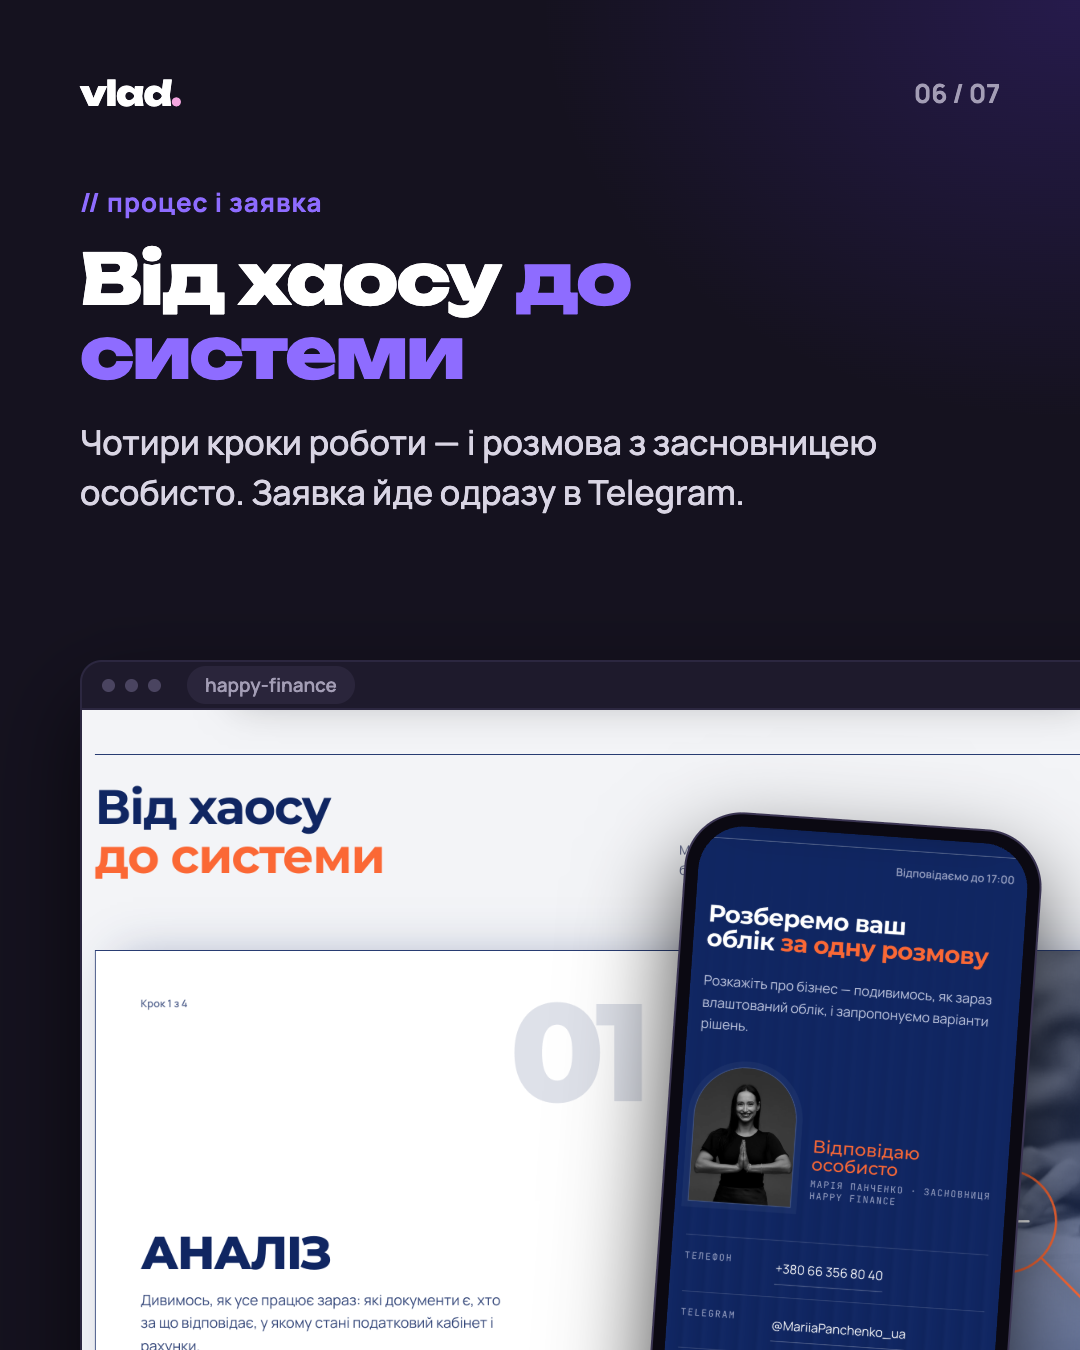 vlad.
06 / 07
// процес і заявка
Від хаосу до
системи
Чотири кроки роботи — і розмова з засновницею
особисто. Заявка йде одразу в Telegram.
happy-finance
Від хаосу
до системи
Крок 1 з 4
01
АНАЛІЗ
Дивимось, як усе працює зараз: які документи є, хто
за що відповідає, у якому стані податковий кабінет і
рахунки.
Відповідаємо до 17:00
Розберемо ваш
облік за одну розмову
Розкажіть про бізнес — подивимось, як зараз
влаштований облік, і запропонуємо варіанти
рішень.
Відповідаю
особисто
МАРІЯ ПАНЧЕНКО · ЗАСНОВНИЦЯ
HAPPY FINANCE
ТЕЛЕФОН
+380 66 356 80 40
TELEGRAM
@MariiaPanchenko_ua